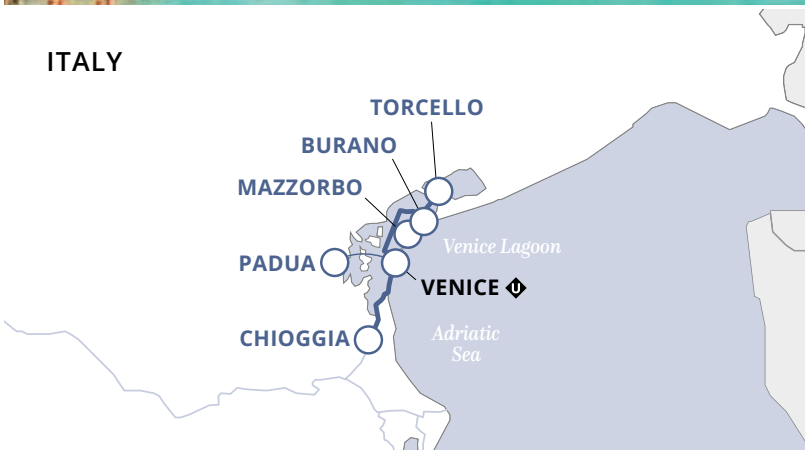 ITALY
TORCELLO
BURANO
MAZZORBO
Venice Lagoon
PADUA
VENICE U
Adriatic
Sea
CHIOGGIA